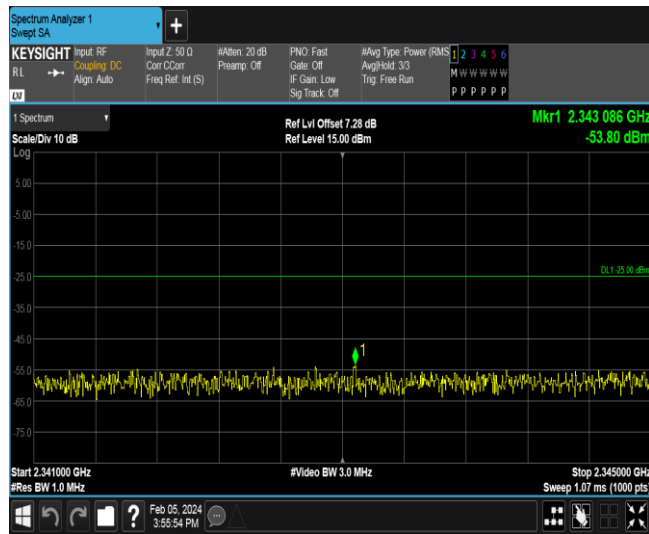 Spectrum Analyzer 1
Swept SA
+
KEYSIGHT
RL
LXI
Input: RF
Coupling: DC
Align: Auto
Input Z: 50 Ω
Corr CCorr
Freq Ref: Int (S)
#Atten: 20 dB
Preamp: Off
PNO: Fast
Gate: Off
IF Gain: Low
Sig Track: Off
#Avg Type: Power (RMS
Avg|Hold: 3/3
Trig: Free Run
1 2 3 4 5 6
M W W W W W
P P P P P P
1 Spectrum
Scale/Div 10 dB
Log
Ref Lvl Offset 7.28 dB
Ref Level 15.00 dBm
Mkr1 2.343 086 GHz
-53.80 dBm
5.00
-5.00
-15.0
-25.0
DL1 -25.00 dBm
-35.0
-45.0
1
-55.0
-65.0
-75.0
Start 2.341000 GHz
#Res BW 1.0 MHz
#Video BW 3.0 MHz
Stop 2.345000 GHz
Sweep 1.07 ms (1000 pts)
?
Feb 05, 2024
3:55:54 PM